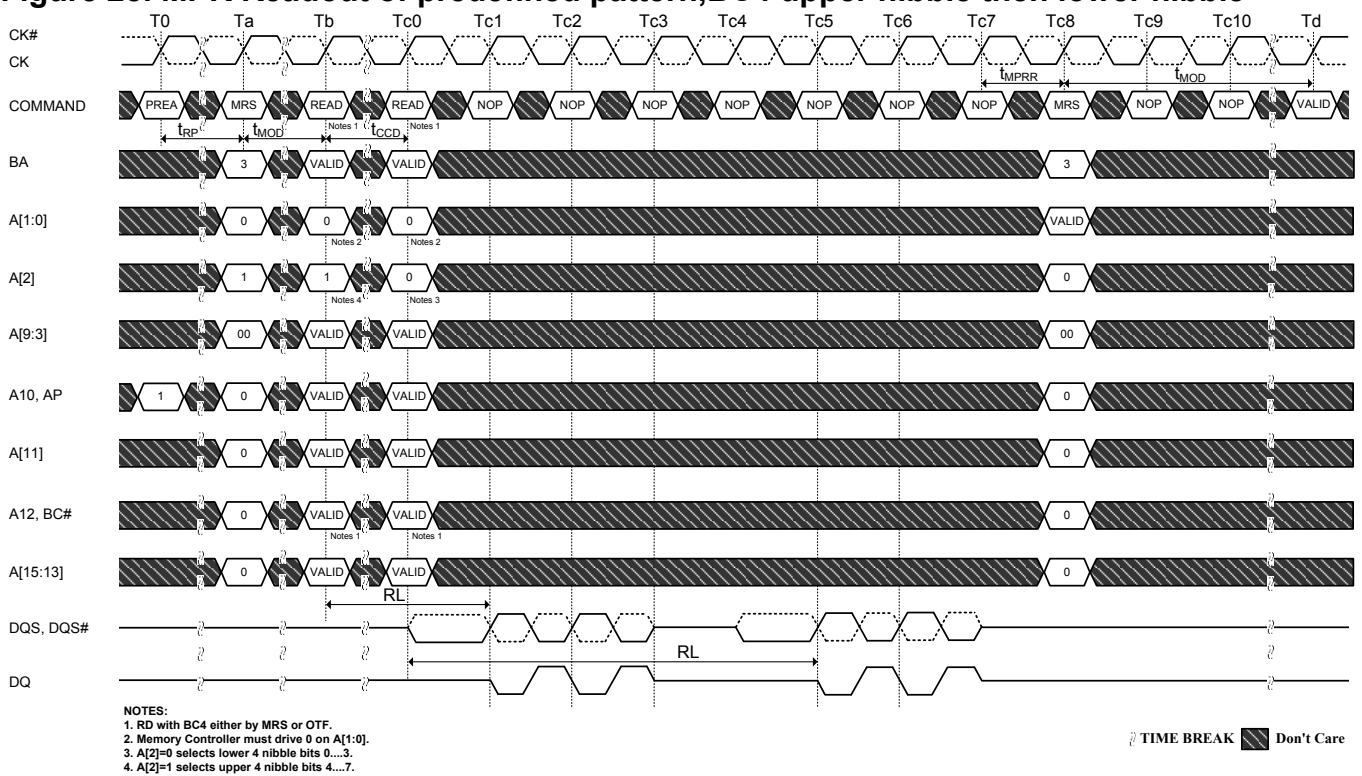 MPR Readout of predefined pattern,BC4 upper nibble then lower nibble
T0 Ta Tb Tc0 Tc1 Tc2 Tc3 Tc4 Tc5 Tc6 Tc7 Tc8 Tc9 Tc10 Td
CK#
CK
tMPRR tMOD
COMMAND PREA MRS READ READ NOP NOP NOP NOP NOP NOP NOP MRS NOP NOP VALID
Notes 1 Notes 1
tRP tMOD tCCD
BA 3 VALID VALID 3
A[1:0] 0 0 0 VALID
Notes 2 Notes 2
A[2] 1 1 0 0
Notes 4 Notes 3
A[9:3] 00 VALID VALID 00
A10, AP 1 0 VALID VALID 0
A[11] 0 VALID VALID 0
A12, BC# 0 VALID VALID 0
Notes 1 Notes 1
A[15:13] 0 VALID VALID 0
RL
DQS, DQS#
RL
DQ
NOTES:
1. RD with BC4 either by MRS or OTF.
2. Memory Controller must drive 0 on A[1:0].
3. A[2]=0 selects lower 4 nibble bits 0....3.
4. A[2]=1 selects upper 4 nibble bits 4....7.
TIME BREAK Don't Care